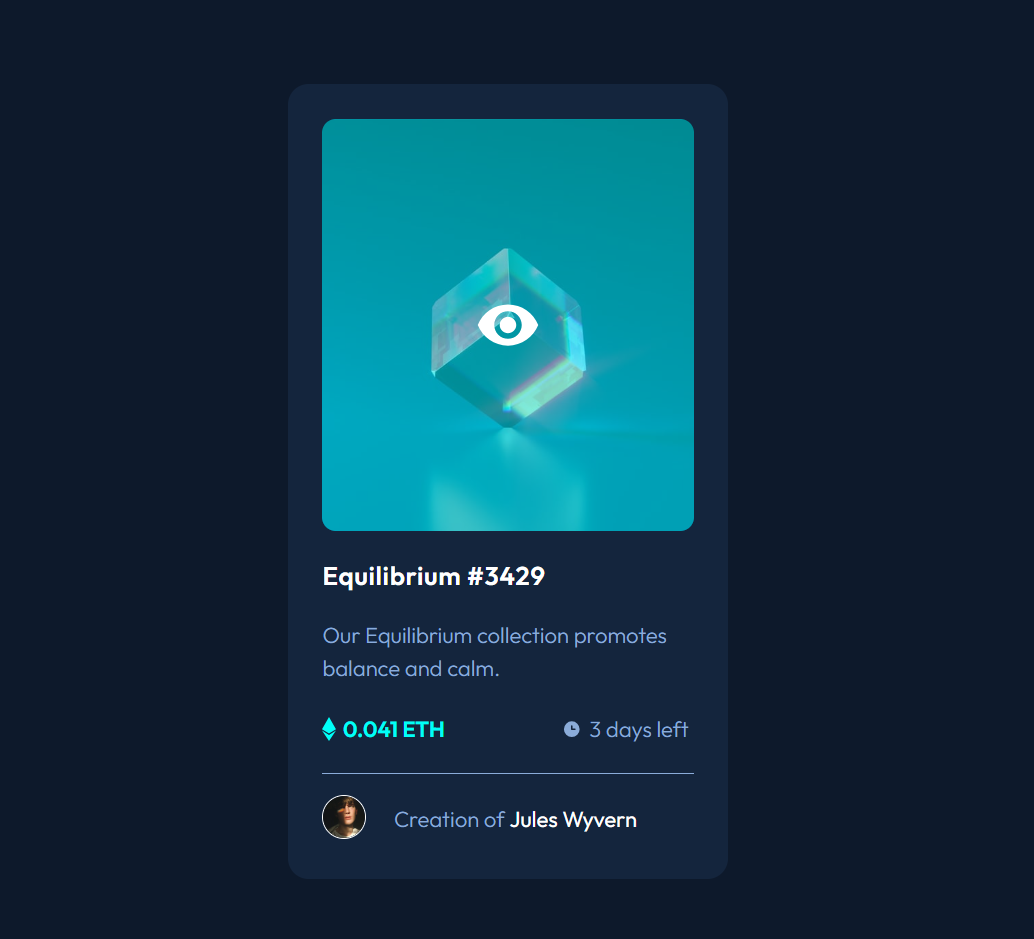 Equilibrium #3429
Our Equilibrium collection promotes
balance and calm.
0.041 ETH
3 days left
Creation of Jules Wyvern